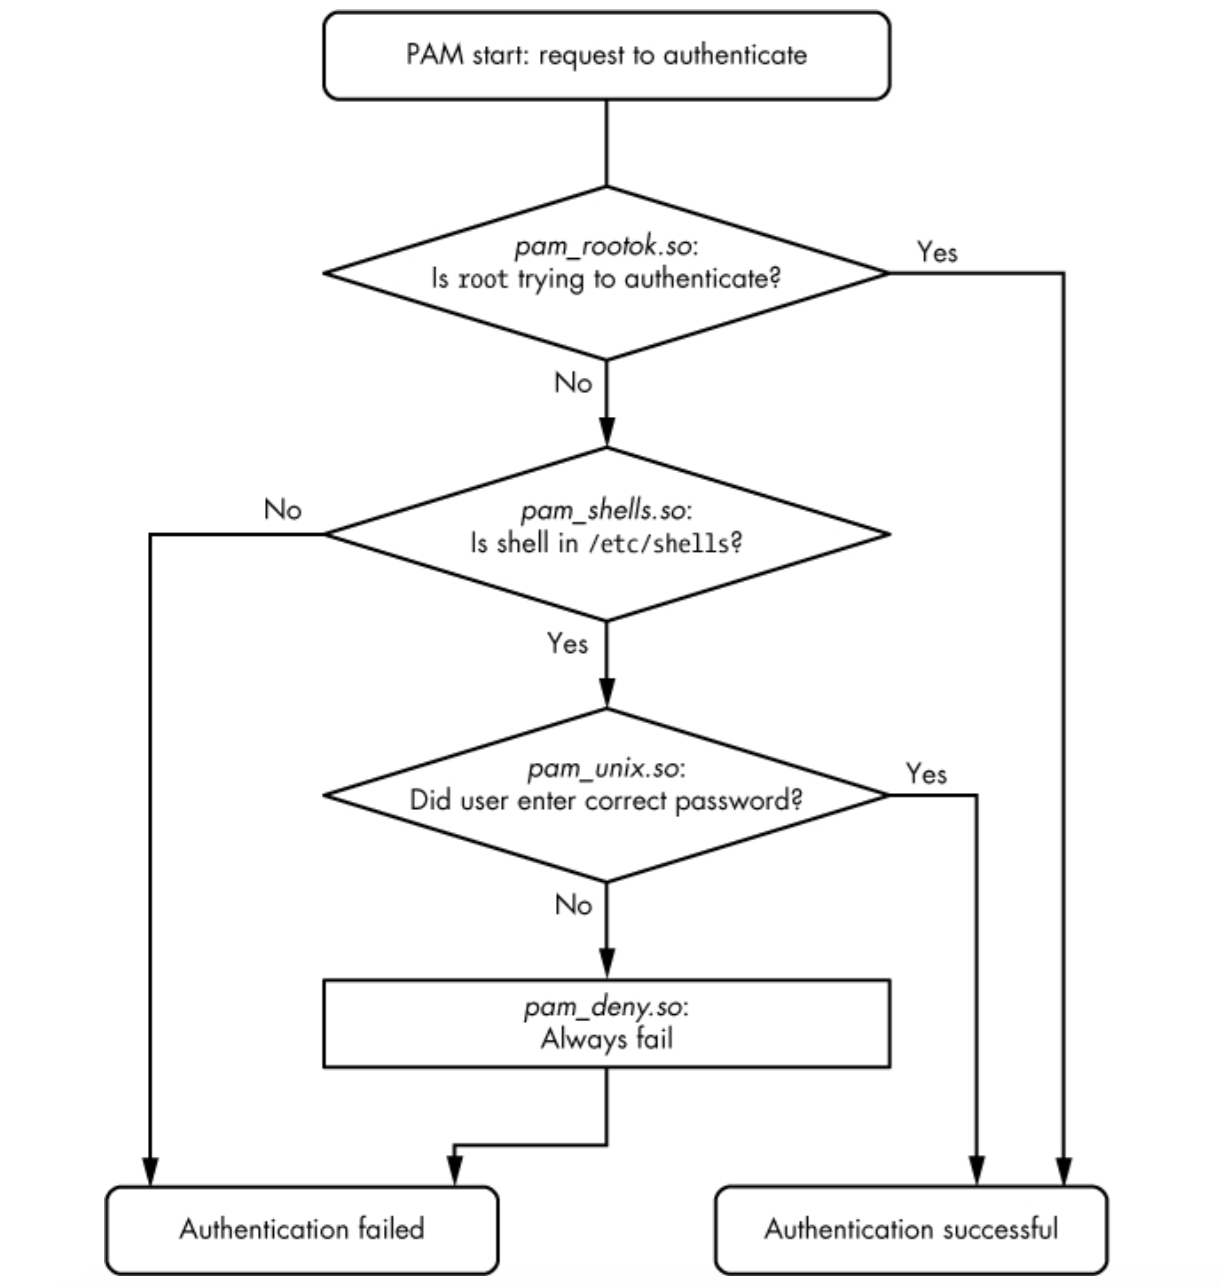 PAM start: request to authenticate
pam_rootok.so:
Is root trying to authenticate?
Yes
No
pam_shells.so:
Is shell in /etc/shells?
No
Yes
pam_unix.so:
Did user enter correct password?
Yes
No
pam_deny.so:
Always fail
Authentication failed
Authentication successful